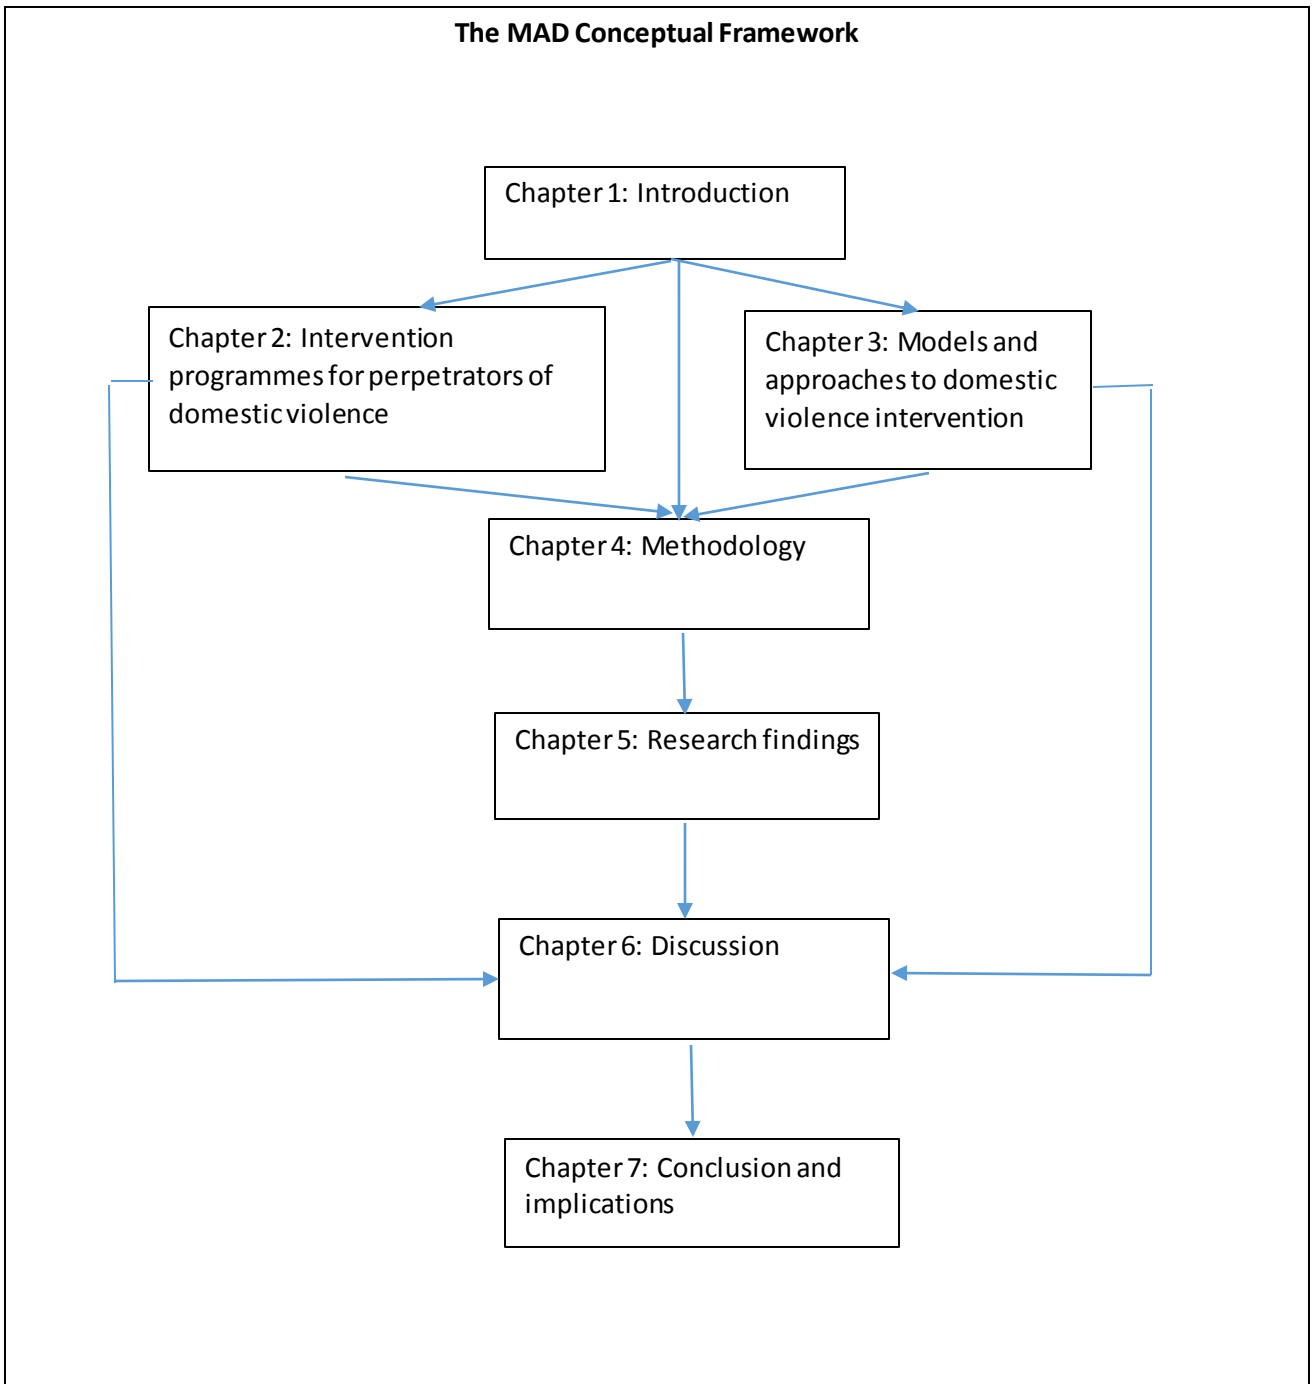 The MAD Conceptual Framework
Chapter 1: Introduction
Chapter 2: Intervention
programmes for perpetrators of
domestic violence
Chapter 3: Models and
approaches to domestic
violence intervention
Chapter 4: Methodology
Chapter 5: Research findings
Chapter 6: Discussion
Chapter 7: Conclusion and
implications